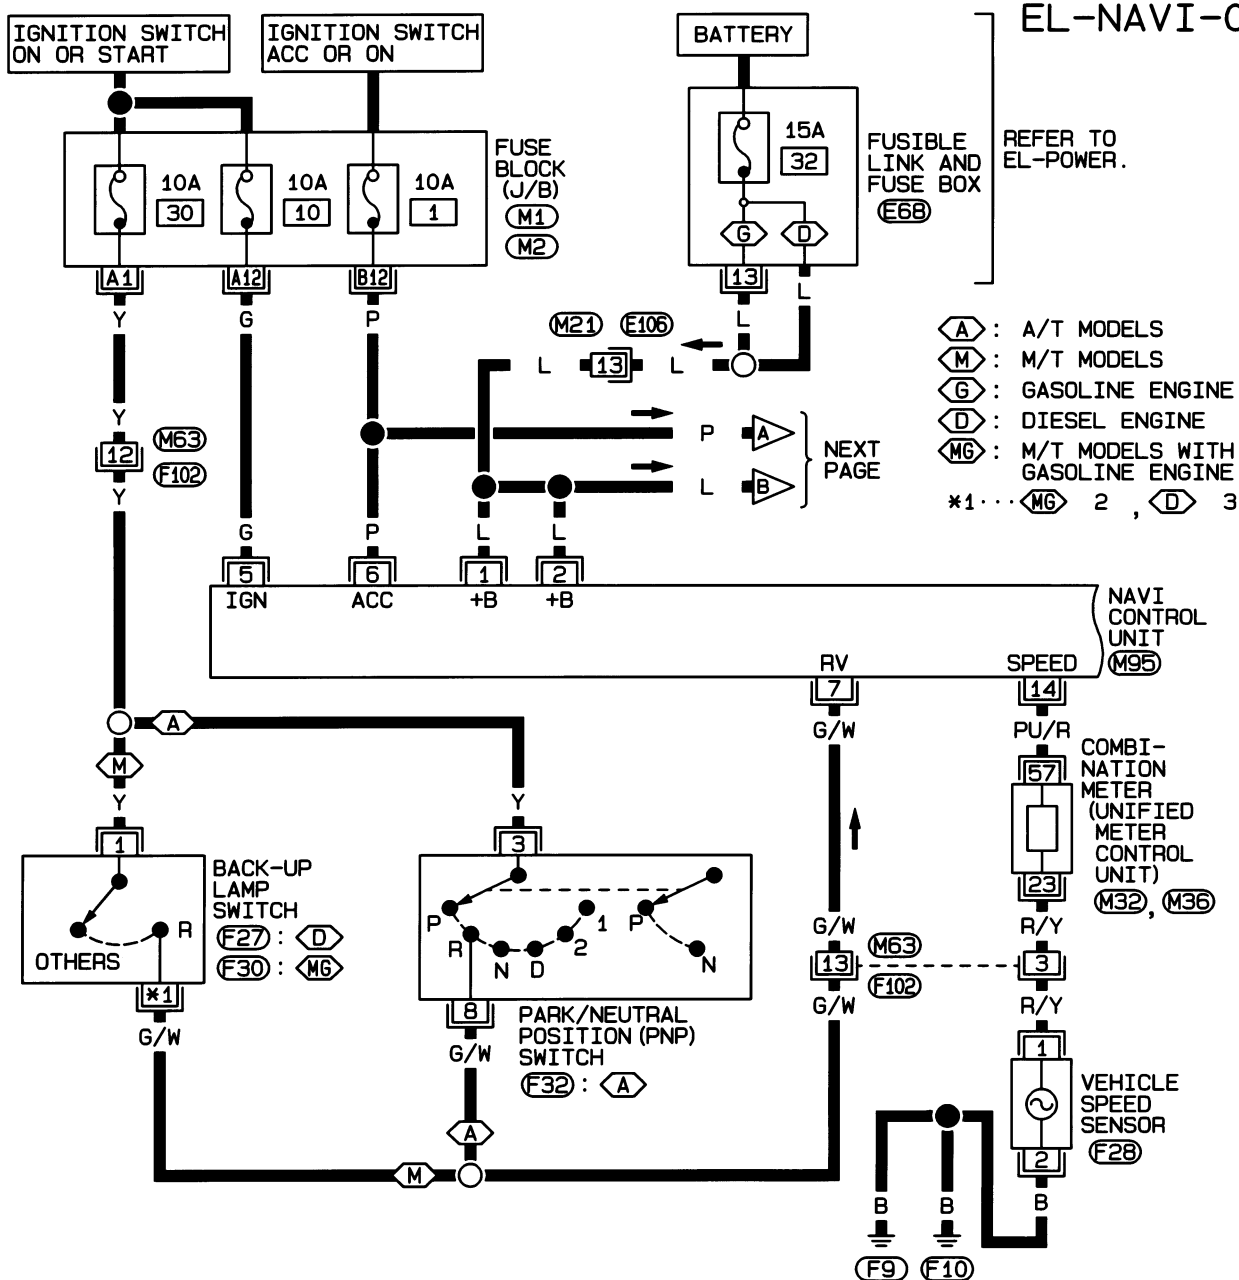 EL-NAVI-
IGNITION SWITCH
ON OR START
IGNITION SWITCH
ACC OR ON
BATTERY
10A
30
10A
10
10A
1
FUSE
BLOCK
(J/B)
M1
M2
15A
32
G
D
FUSIBLE
LINK AND
FUSE BOX
E68
REFER TO
EL-POWER.
A1
A12
B12
13
Y
G
P
L
L
M21
E106
L
13
L
A : A/T MODELS
M : M/T MODELS
G : GASOLINE ENGINE
D : DIESEL ENGINE
MG : M/T MODELS WITH
GASOLINE ENGINE
*1··· MG 2 , D 3
Y
12
M63
F102
Y
P
A
L
B
NEXT
PAGE
G
P
L
L
5
6
1
2
IGN
ACC
+B
+B
NAVI
CONTROL
UNIT
M95
RV
SPEED
7
14
G/W
PU/R
A
M
Y
Y
57
COMBI-
NATION
METER
(UNIFIED
METER
CONTROL
UNIT)
M32, M36
23
1
3
BACK-UP
LAMP
SWITCH
F27 : D
F30 : MG
R
OTHERS
*1
G/W
P
R
N
D
2
1
P
N
8
G/W
PARK/NEUTRAL
POSITION (PNP)
SWITCH
F32 : A
G/W
R/Y
13
M63
F102
3
G/W
R/Y
1
VEHICLE
SPEED
SENSOR
F28
2
A
M
B
B
B
F9
F10